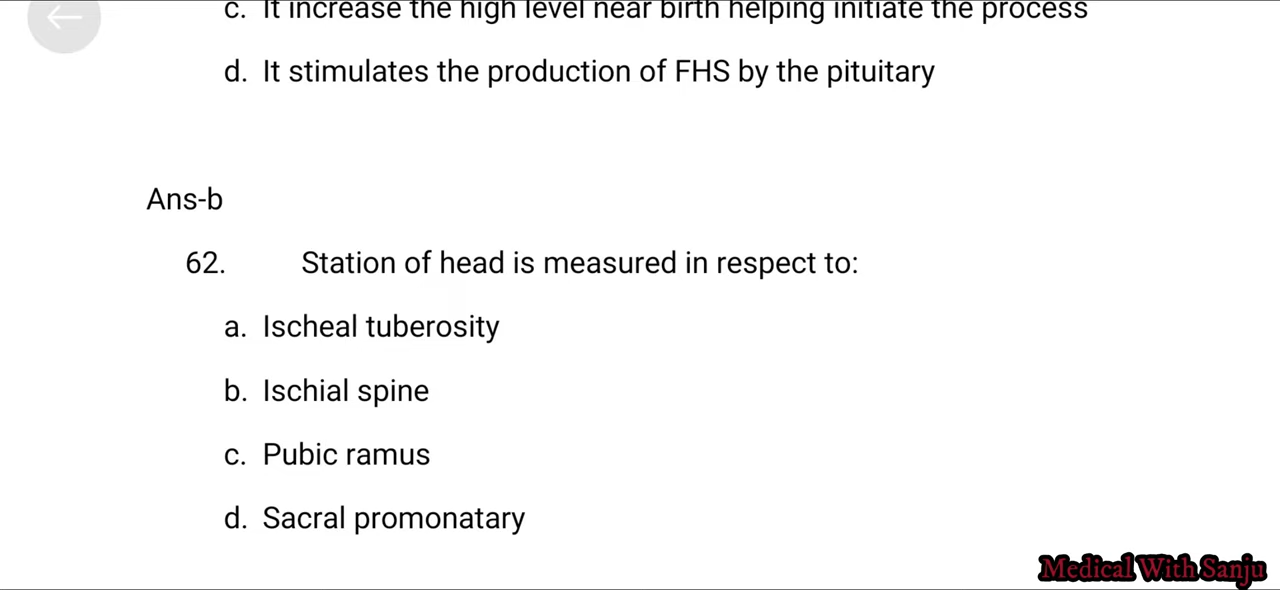 c. It increase the high level near birth helping initiate the process
d. It stimulates the production of FHS by the pituitary
Ans-b
62. Station of head is measured in respect to:
a. Ischeal tuberosity
b. Ischial spine
c. Pubic ramus
d. Sacral promonatary
Medical With Sanju